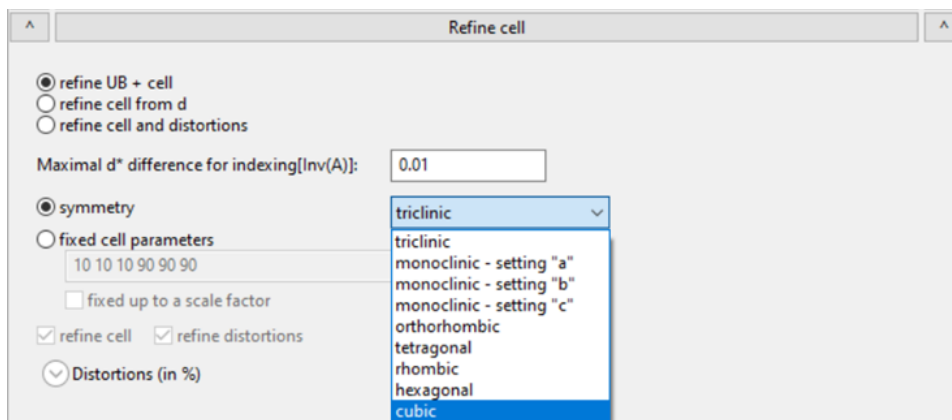 ^ Refine cell ^
refine UB + cell
refine cell from d
refine cell and distortions
Maximal d* difference for indexing[Inv(A)]: 0.01
symmetry triclinic
fixed cell parameters triclinic
10 10 10 90 90 90 monoclinic - setting "a"
monoclinic - setting "b"
fixed up to a scale factor monoclinic - setting "c"
orthorhombic
refine cell refine distortions tetragonal
rhombic
Distortions (in %) hexagonal
cubic